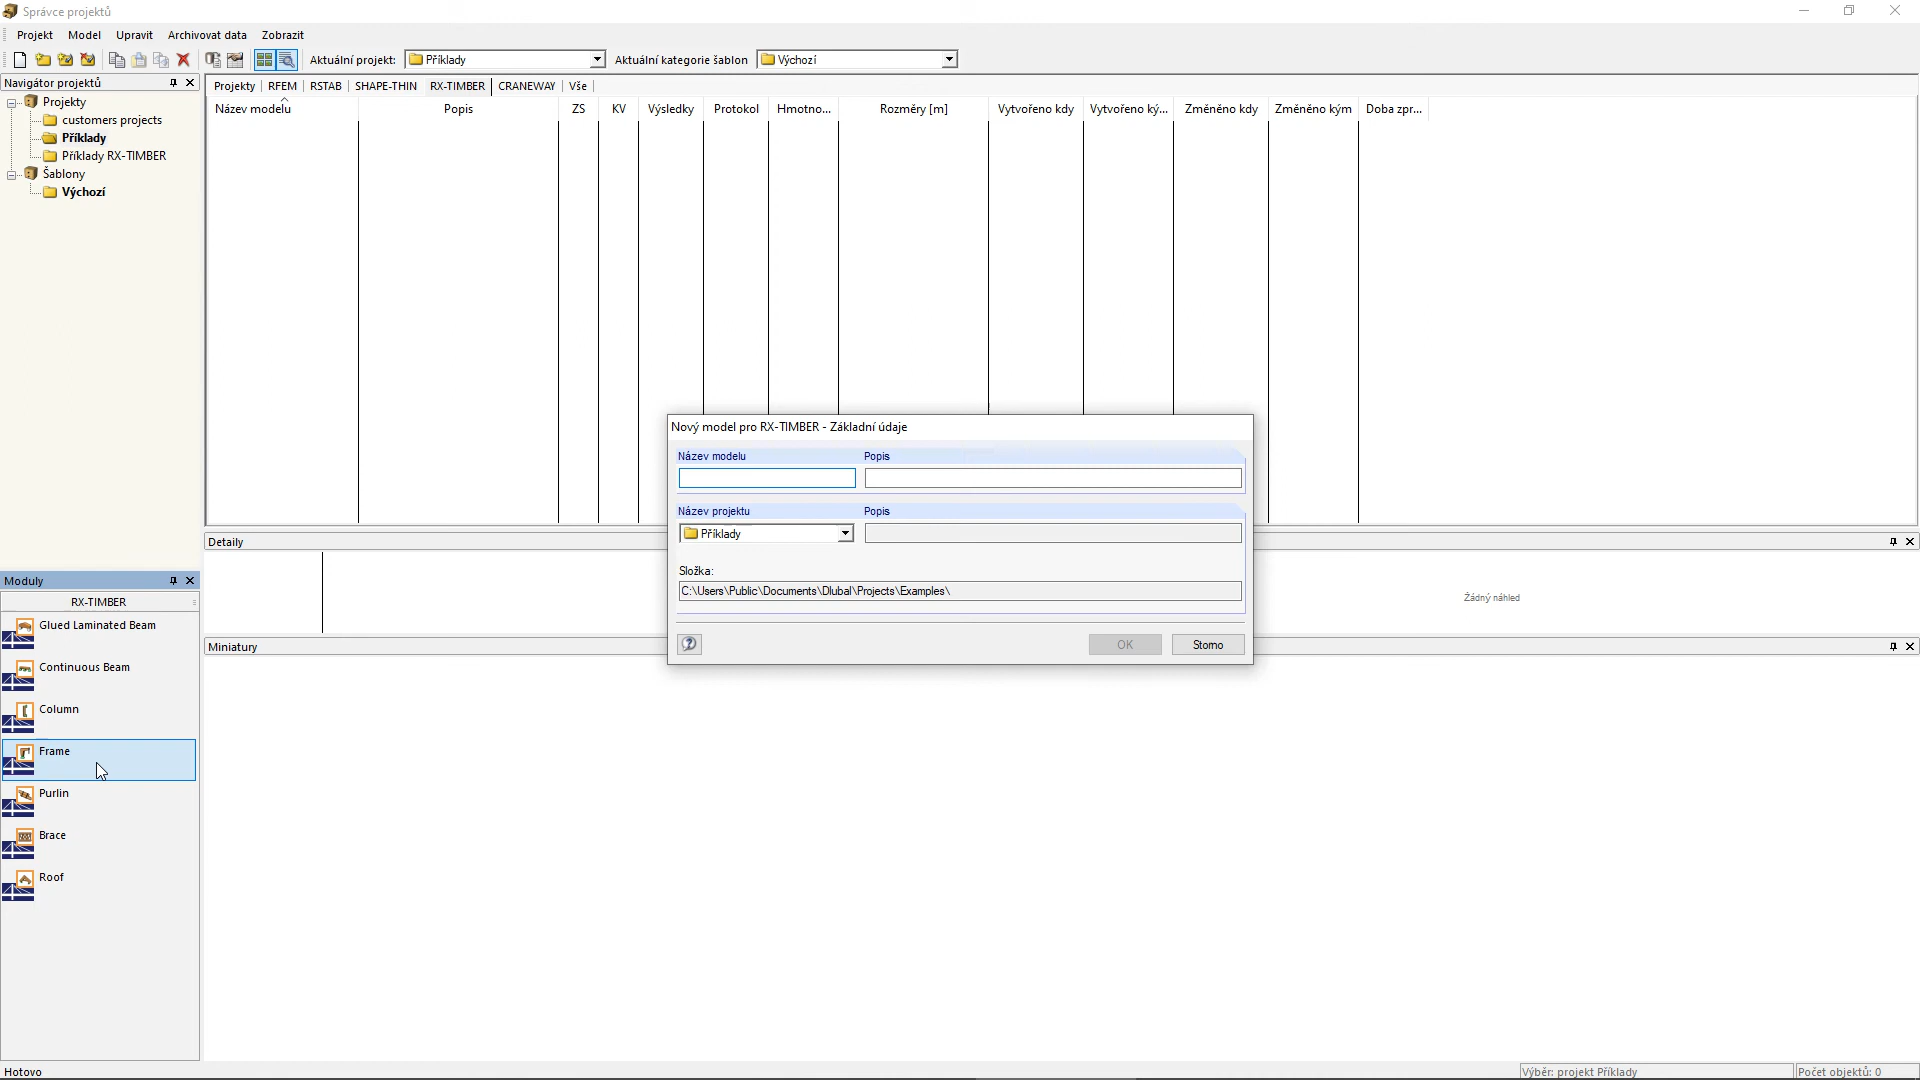 Správce projektů
Projekt Model Upravit Archivovat data Zobrazit
Aktuální projekt: Příklady Aktuální kategorie šablon Výchozí
Navigátor projektů
Projekty
customers projects
Příklady
Příklady RX-TIMBER
Šablony
Výchozí
Projekty RFEM RSTAB SHAPE-THIN RX-TIMBER CRANEWAY Vše
Název modelu Popis ZS KV Výsledky Protokol Hmotno... Rozměry [m] Vytvořeno kdy Vytvořeno ký... Změněno kdy Změněno kým Doba zpr...
Nový model pro RX-TIMBER - Základní údaje
Název modelu Popis
Název projektu Popis
Příklady
Složka:
C:\Users\Public\Documents\Dlubal\Projects\Examples\
OK Storno
Detaily
Žádný náhled
Miniatury
Moduly
RX-TIMBER
Glued Laminated Beam
Continuous Beam
Column
Frame
Purlin
Brace
Roof
Hotovo
Výběr: projekt Příklady
Počet objektů: 0